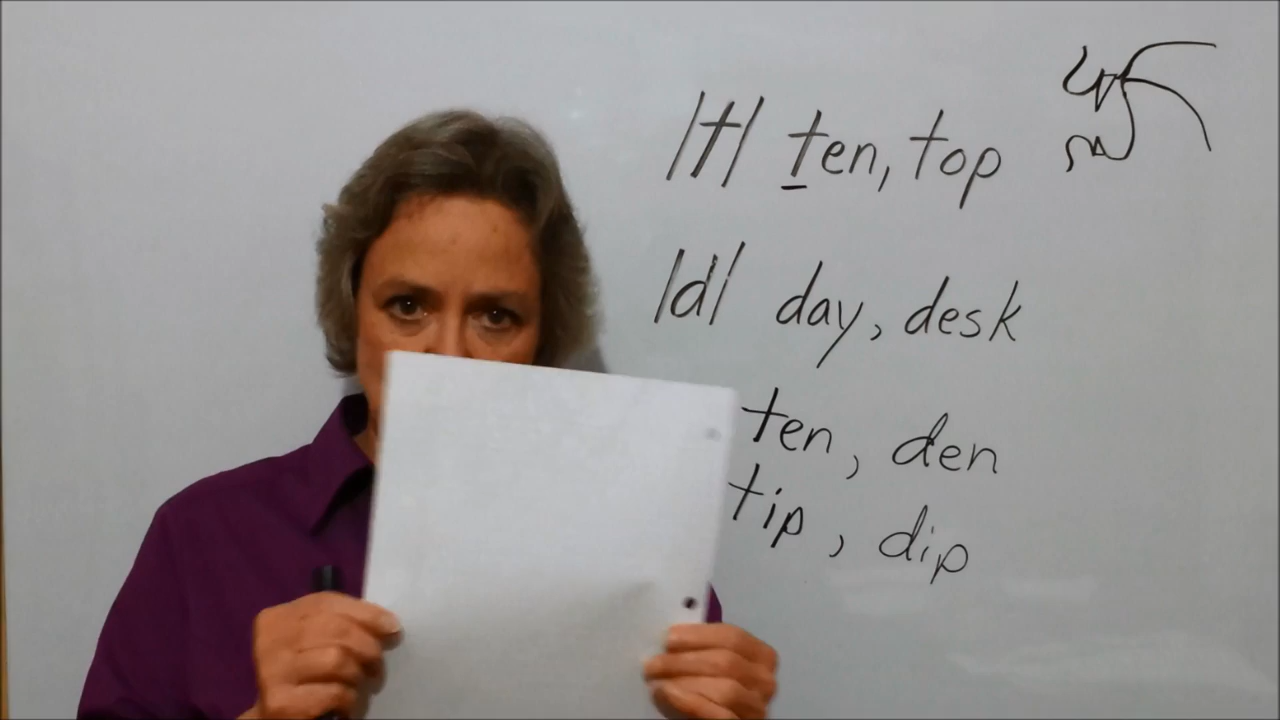 /t/ ten, top
/d/ day, desk
ten, den
tip, dip